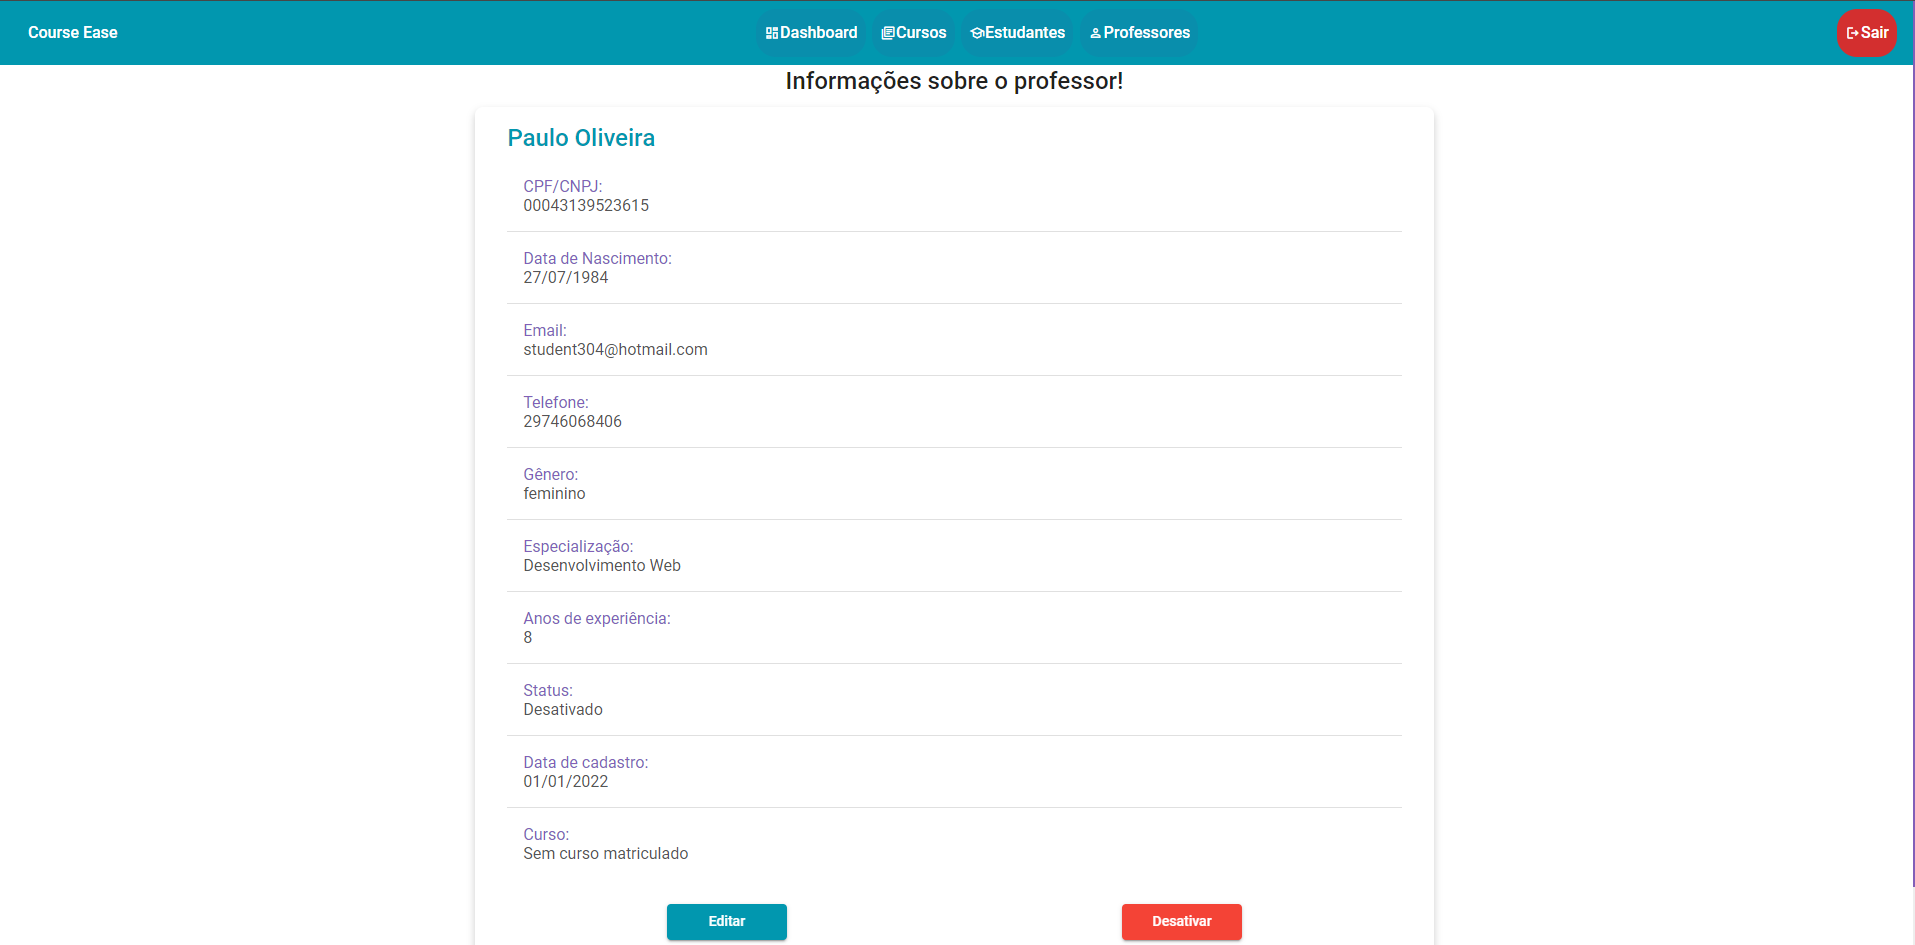 Course Ease
Dashboard
Cursos
Estudantes
Professores
Sair
Informações sobre o professor!
Paulo Oliveira
CPF/CNPJ:
00043139523615
Data de Nascimento:
27/07/1984
Email:
student304@hotmail.com
Telefone:
29746068406
Gênero:
feminino
Especialização:
Desenvolvimento Web
Anos de experiência:
8
Status:
Desativado
Data de cadastro:
01/01/2022
Curso:
Sem curso matriculado
Editar
Desativar